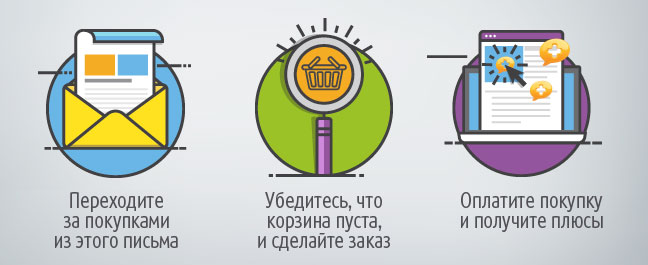 Переходите
за покупками
из этого письма
Убедитесь, что
корзина пуста,
и сделайте заказ
Оплатите покупку
и получите плюсы